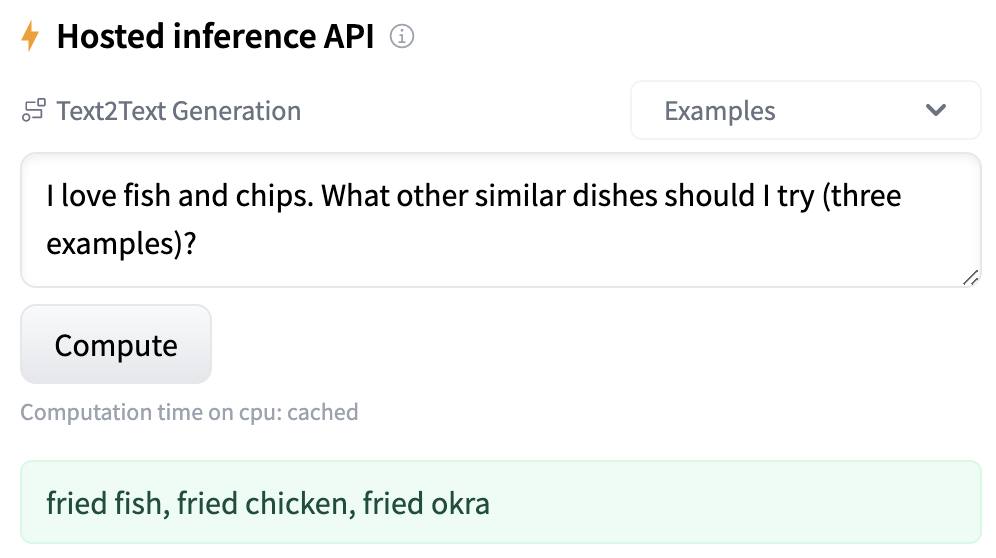 Hosted inference API
Text2Text Generation
Examples
I love fish and chips. What other similar dishes should I try (three
examples)?
Compute
Computation time on cpu: cached
fried fish, fried chicken, fried okra